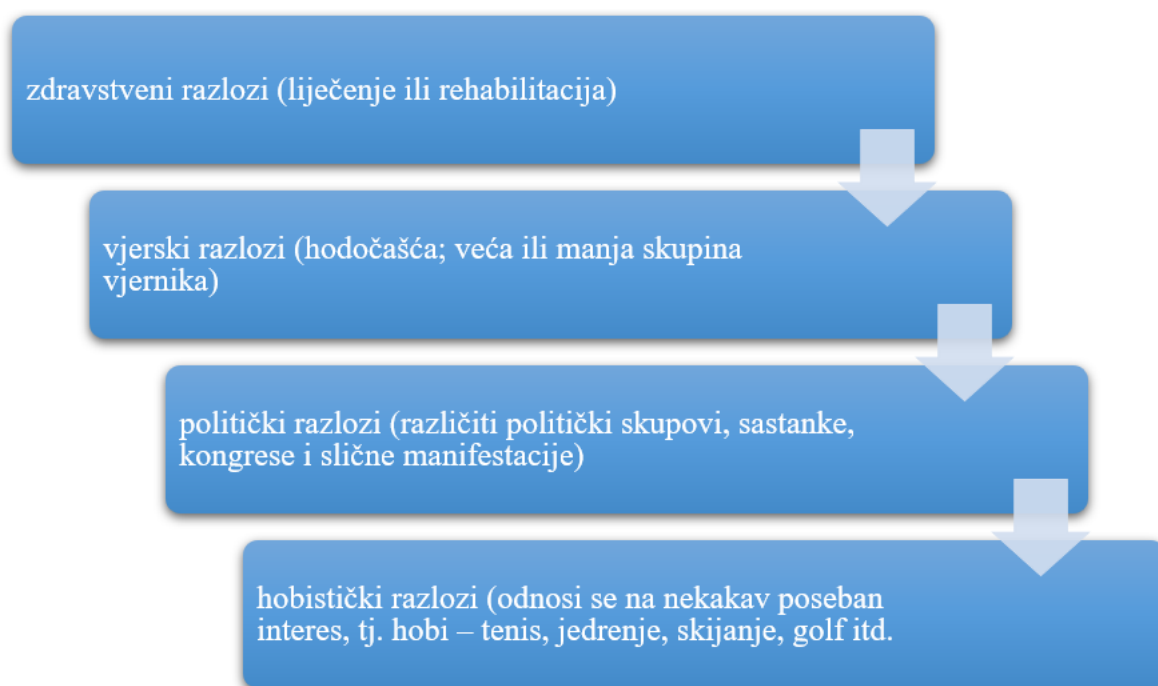 zdravstveni razlozi (liječenje ili rehabilitacija)
vjerski razlozi (hodočašća; veća ili manja skupina
vjernika)
politički razlozi (različiti politički skupovi, sastanke,
kongrese i slične manifestacije)
hobistički razlozi (odnosi se na nekakav poseban
interes, tj. hobi – tenis, jedrenje, skijanje, golf itd.